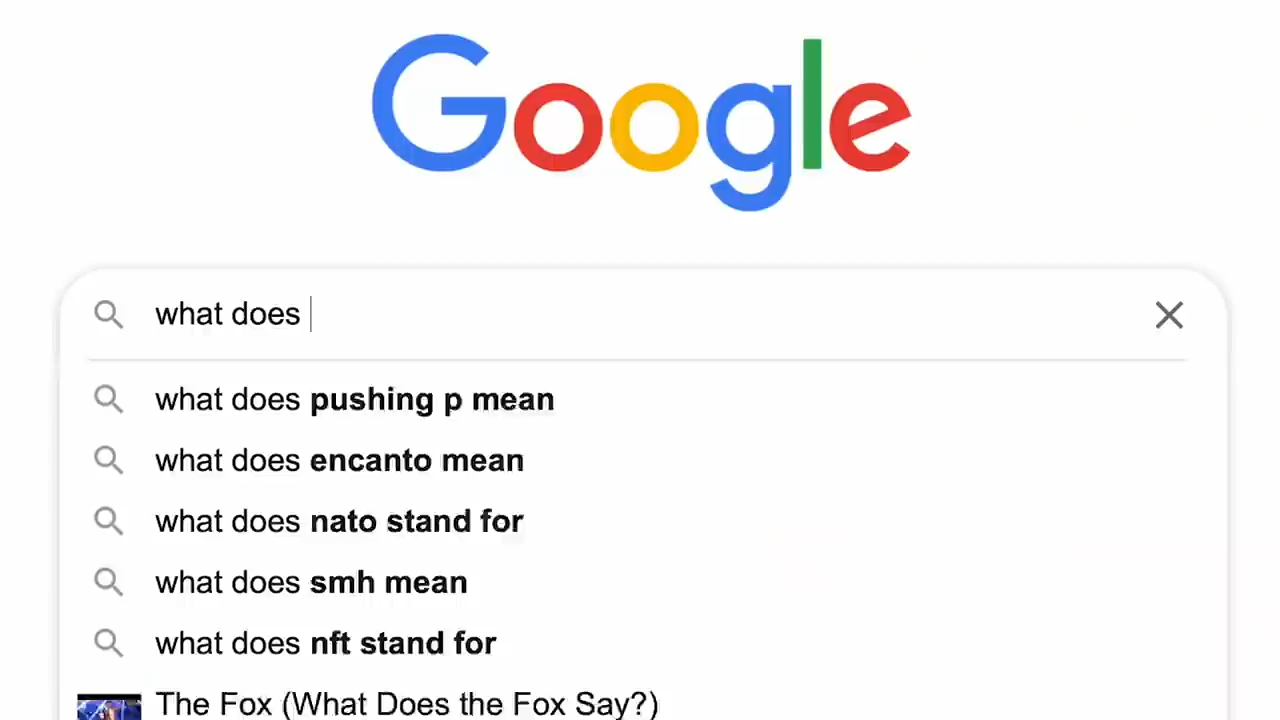 Google
what does
what does pushing p mean
what does encanto mean
what does nato stand for
what does smh mean
what does nft stand for
The Fox (What Does the Fox Say?)